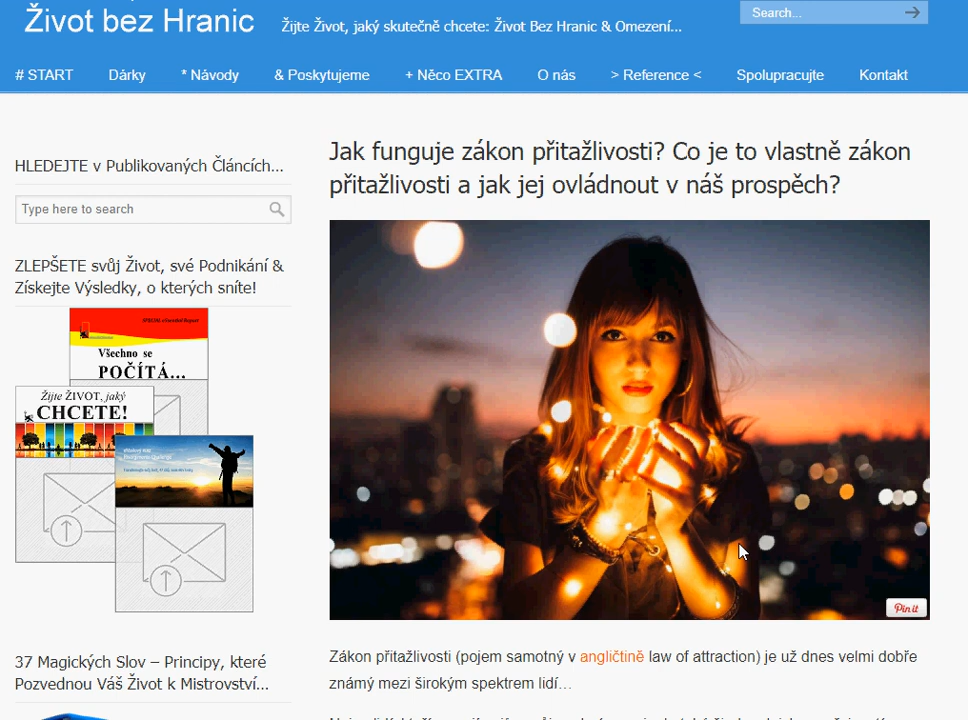 Život bez Hranic
Žijte Život, jaký skutečně chcete: Život Bez Hranic & Omezení...
Search...
# START
Dárky
* Návody
& Poskytujeme
+ Něco EXTRA
O nás
> Reference <
Spolupracujte
Kontakt
HLEDEJTE v Publikovaných Článcích...
Type here to search
ZLEPŠETE svůj Život, své Podnikání &
Získejte Výsledky, o kterých sníte!
Všechno se
POČÍTÁ...
Žijte ŽIVOT, jaký
CHCETE!
37 Magických Slov – Principy, které
Pozvednou Váš Život k Mistrovství...
Jak funguje zákon přitažlivosti? Co je to vlastně zákon
přitažlivosti a jak jej ovládnout v náš prospěch?
Pin it
Zákon přitažlivosti (pojem samotný v angličtině law of attraction) je už dnes velmi dobře
známý mezi širokým spektrem lidí...